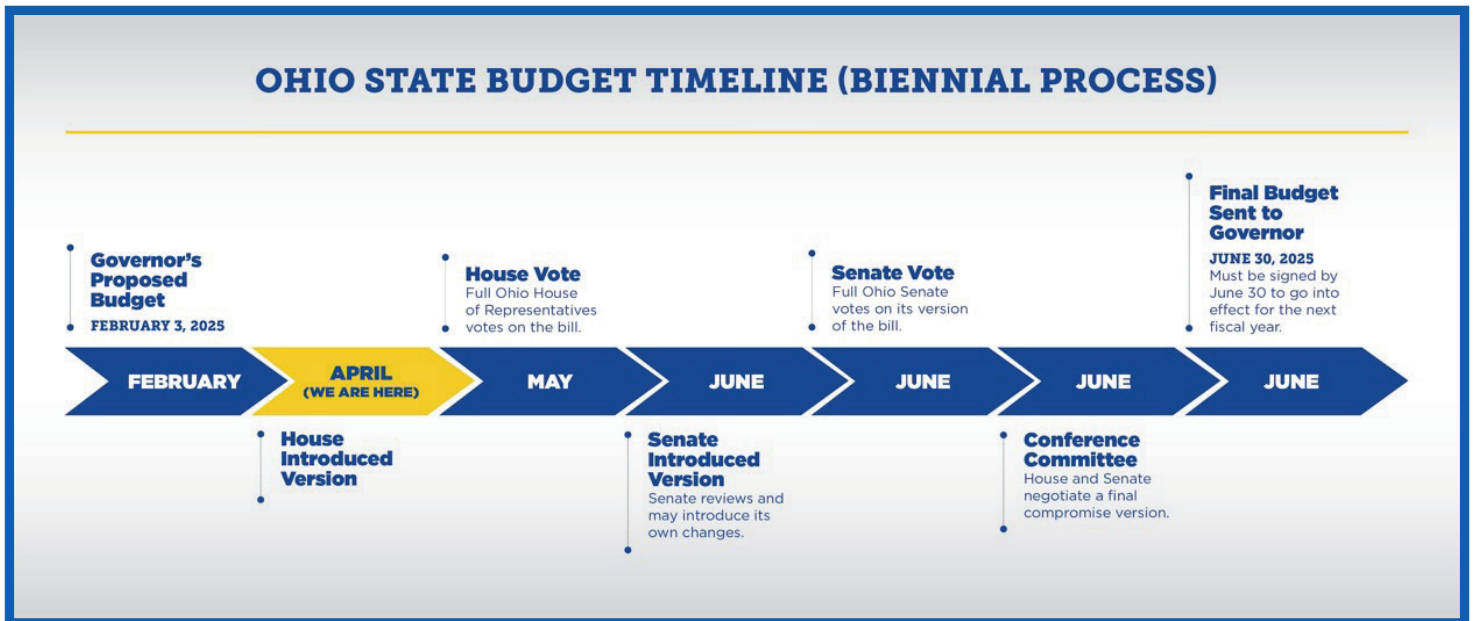 OHIO STATE BUDGET TIMELINE (BIENNIAL PROCESS)
Governor's
Proposed
Budget
FEBRUARY 3, 2025
House Vote
Full Ohio House
of Representatives
votes on the bill.
Senate Vote
Full Ohio Senate
votes on its version
of the bill.
Final Budget
Sent to
Governor
JUNE 30, 2025
Must be signed by
June 30 to go into
effect for the next
fiscal year.
FEBRUARY
APRIL
(WE ARE HERE)
MAY
JUNE
JUNE
JUNE
JUNE
House
Introduced
Version
Senate
Introduced
Version
Senate reviews and
may introduce its
own changes.
Conference
Committee
House and Senate
negotiate a final
compromise version.